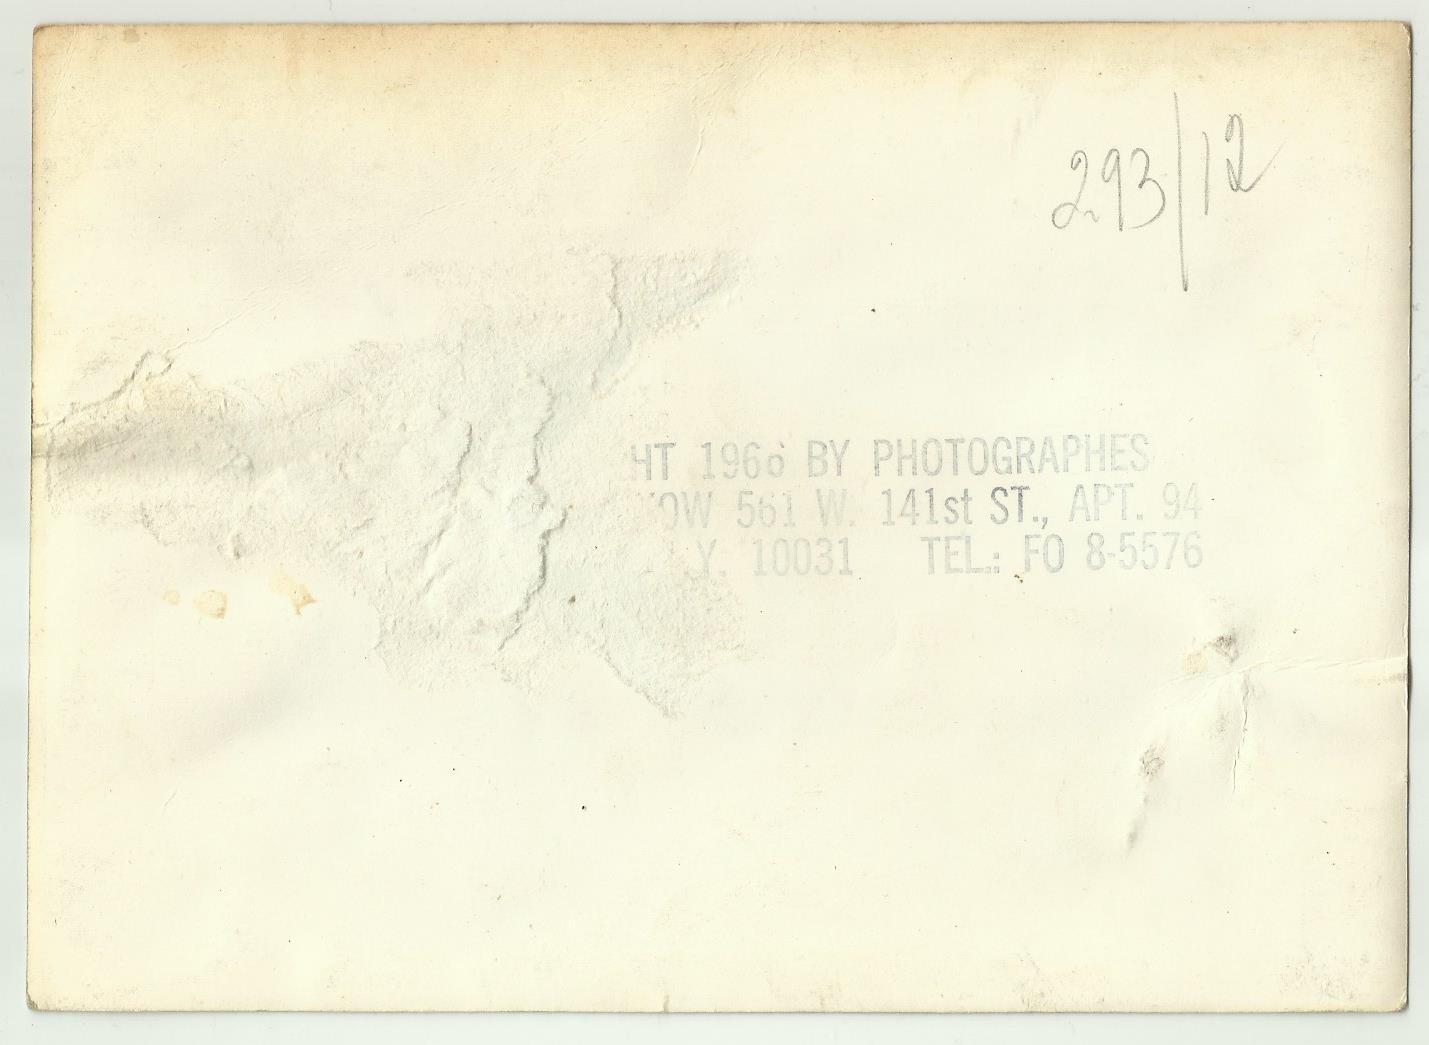 293/12
HT 1966 BY PHOTOGRAPHES
OW 561 W. 141st ST., APT. 94
Y. 10031 TEL.: FO 8-5576